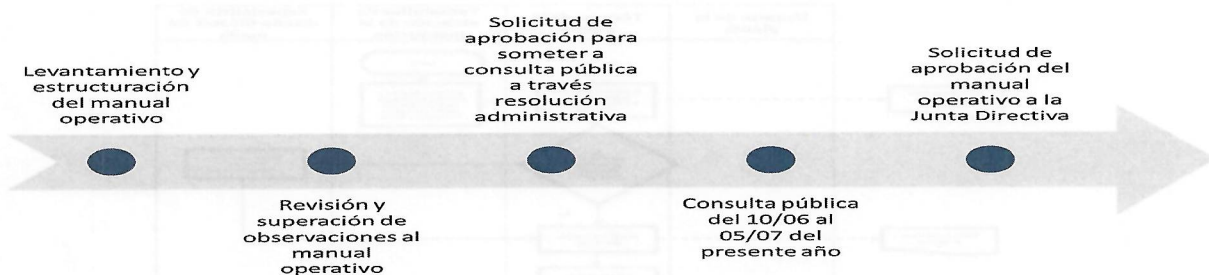 Levantamiento y
estructuración
del manual
operativo
Revisión y
superación de
observaciones al
manual
operativo
Solicitud de
aprobación para
someter a
consulta pública
a través
resolución
administrativa
Consulta pública
del 10/06 al
05/07 del
presente año
Solicitud de
aprobación del
manual
operativo a la
Junta Directiva